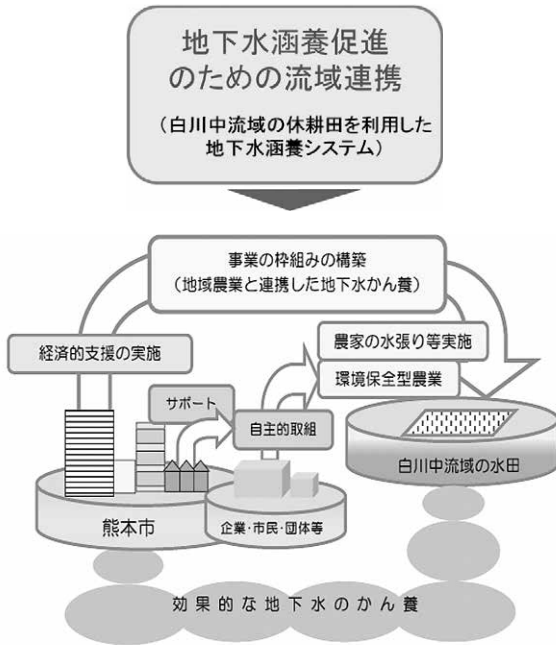 地下水涵養促進
のための流域連携
（白川中流域の休耕田を利用した
地下水涵養システム）
事業の枠組みの構築
（地域農業と連携した地下水かん養）
経済的支援の実施
農家の水張り等実施
環境保全型農業
サポート
自主的取組
白川中流域の水田
熊本市
企業・市民・団体等
効果的な地下水のかん養